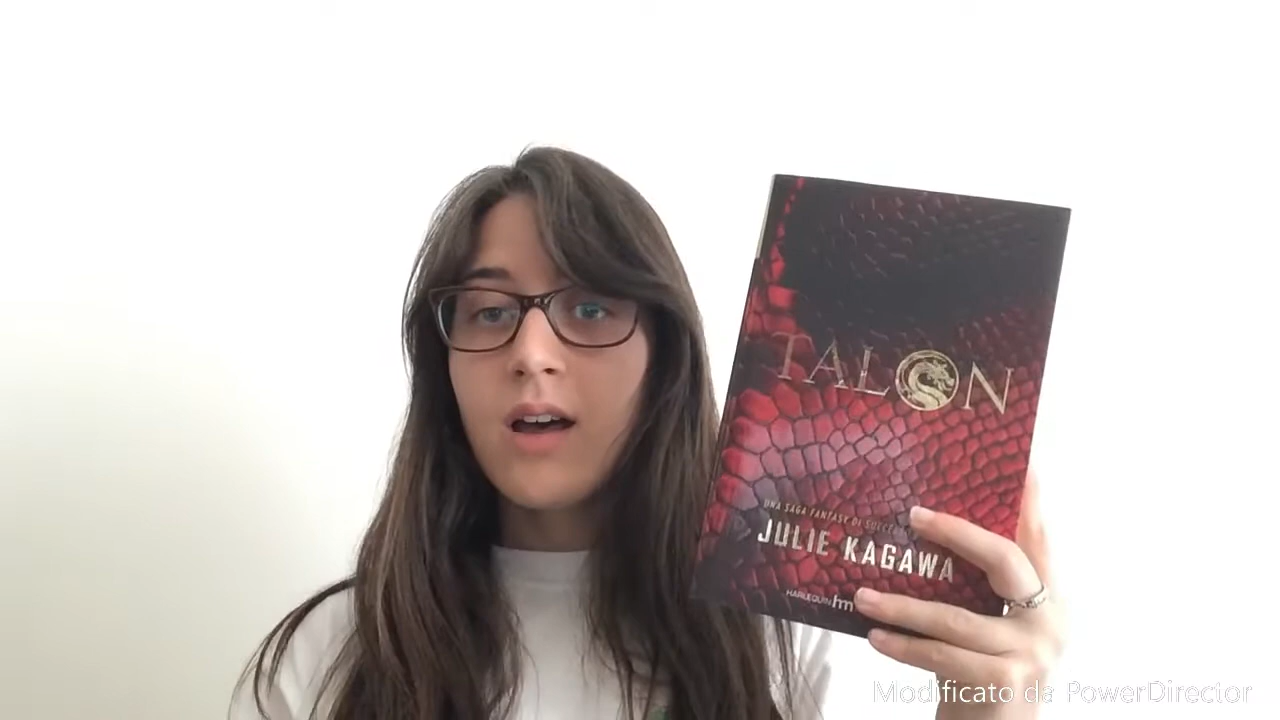 TALON
UNA SAGA FANTASY DI
JULIE KAGAWA
HARLEQUIN hm
Modificato da PowerDirector